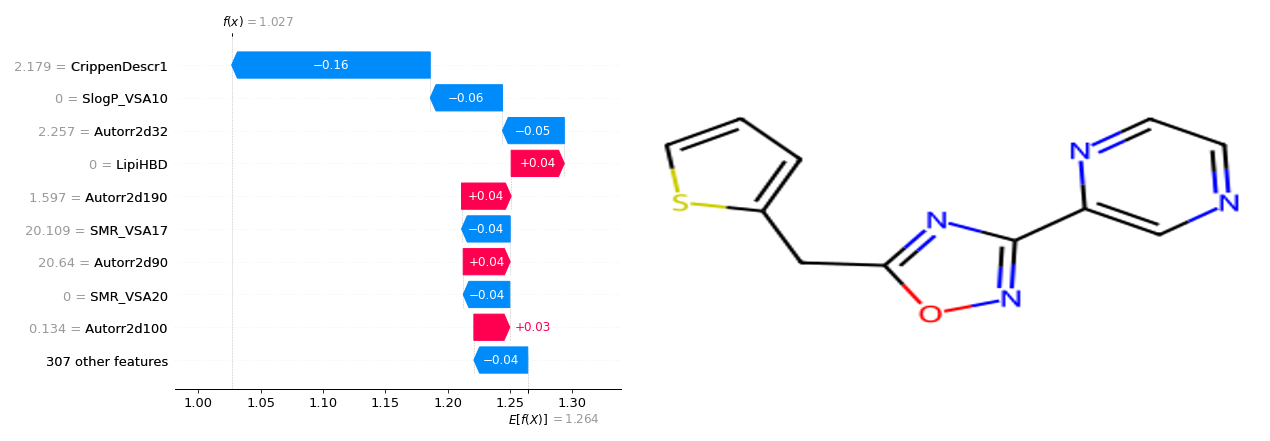 f(x) = 1.027
2.179 = CrippenDescr1
−0.16
0 = SlogP_VSA10
−0.06
2.257 = Autorr2d32
−0.05
0 = LipiHBD
+0.04
1.597 = Autorr2d190
+0.04
20.109 = SMR_VSA17
−0.04
20.64 = Autorr2d90
+0.04
0 = SMR_VSA20
−0.04
0.134 = Autorr2d100
+0.03
307 other features
−0.04
1.00 1.05 1.10 1.15 1.20 1.25 1.30
E[f(X)] = 1.264
N
S
N
N
N
O